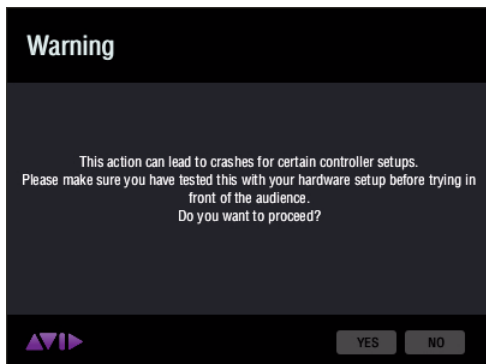 Warning
This action can lead to crashes for certain controller setups.
Please make sure you have tested this with your hardware setup before trying in
front of the audience.
Do you want to proceed?
AVID
YES NO